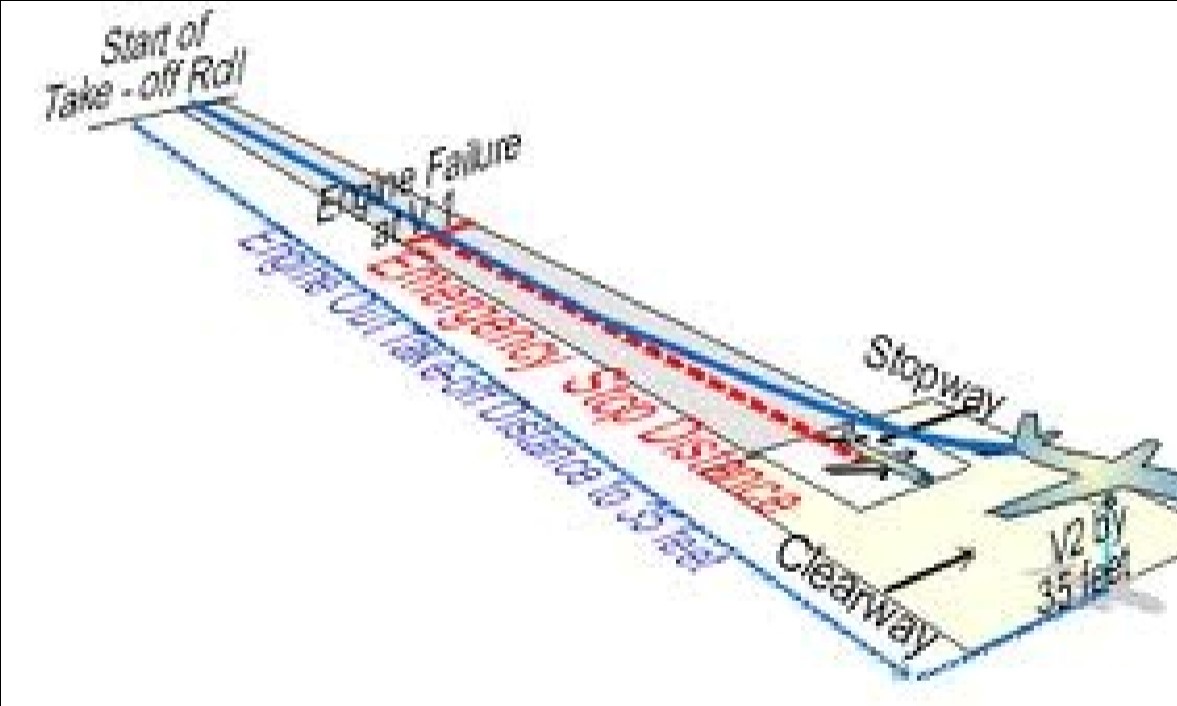 Start of
Take - off Roll
Engine Failure
at V 1
Emergency Stop Distance
Engine Out Take-off Distance to 35 feet
Stopway
Clearway
V2 by
35 feet